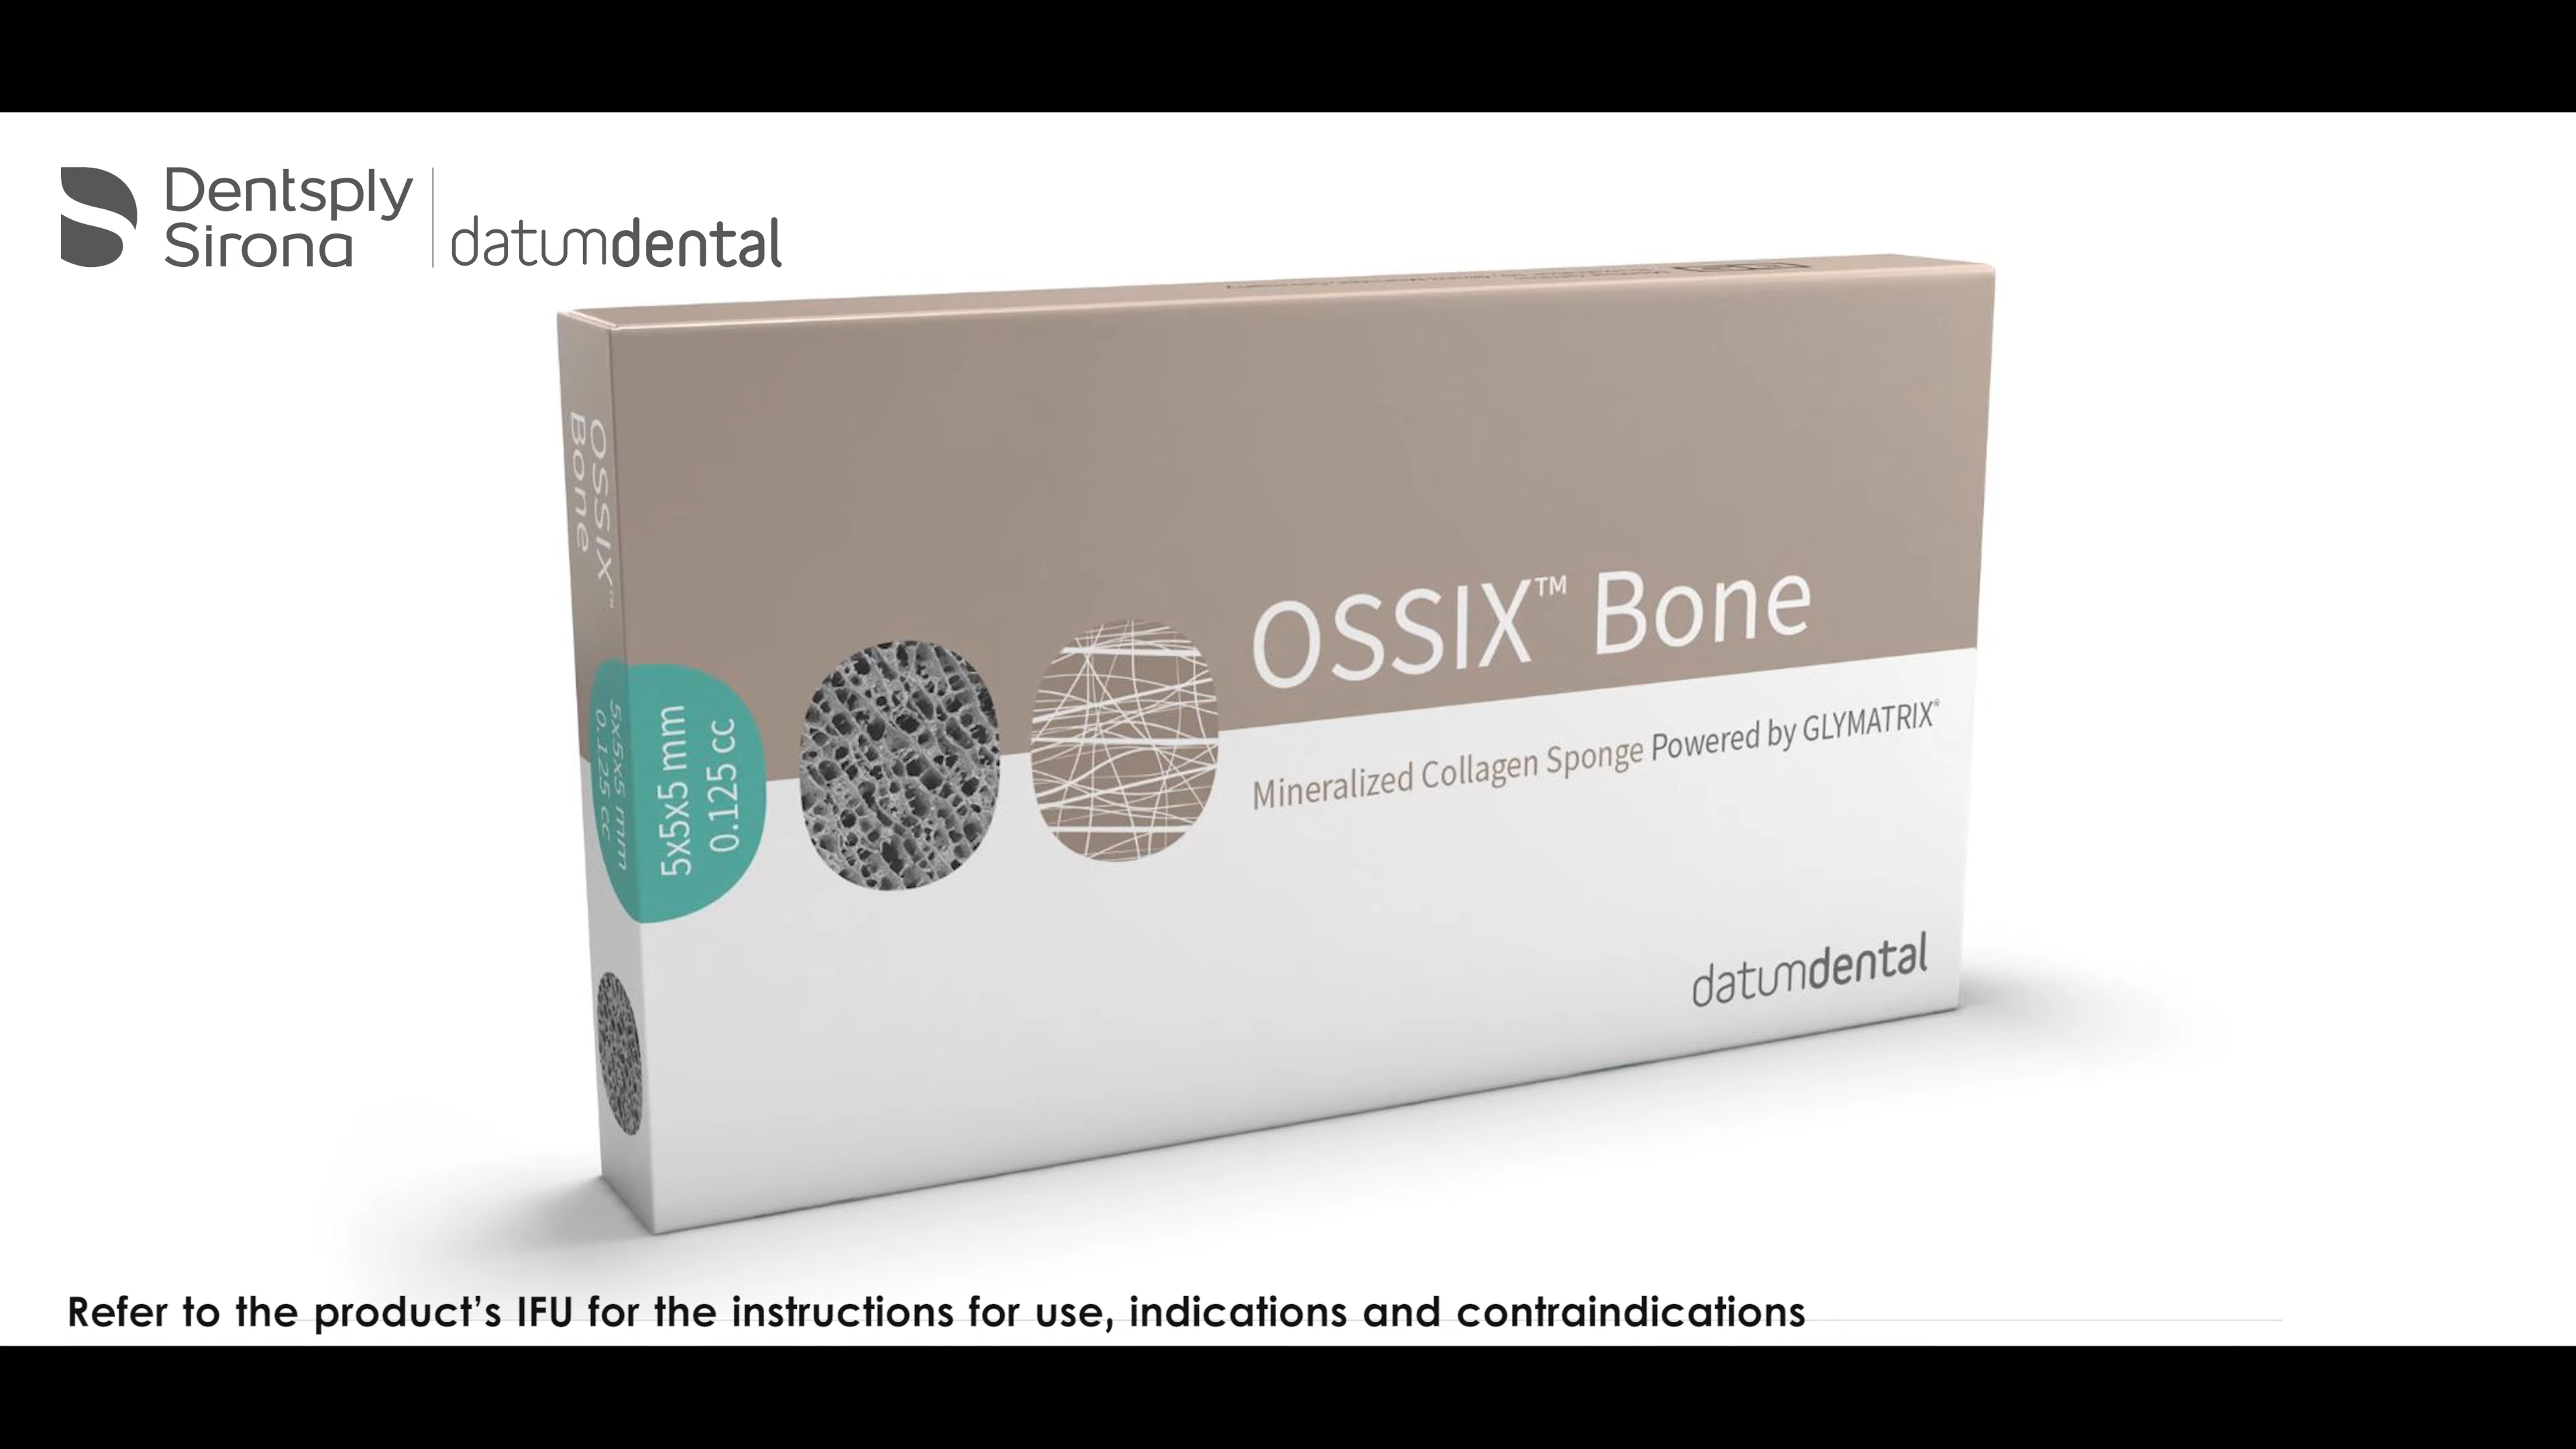 Dentsply
Sirona
datumdental
OSSIX™
Bone
5x5x5 mm
0.125 cc
5x5x5 mm
0.125 cc
OSSIX™ Bone
Mineralized Collagen Sponge Powered by GLYMATRIX®
datumdental
Refer to the product’s IFU for the instructions for use, indications and contraindications